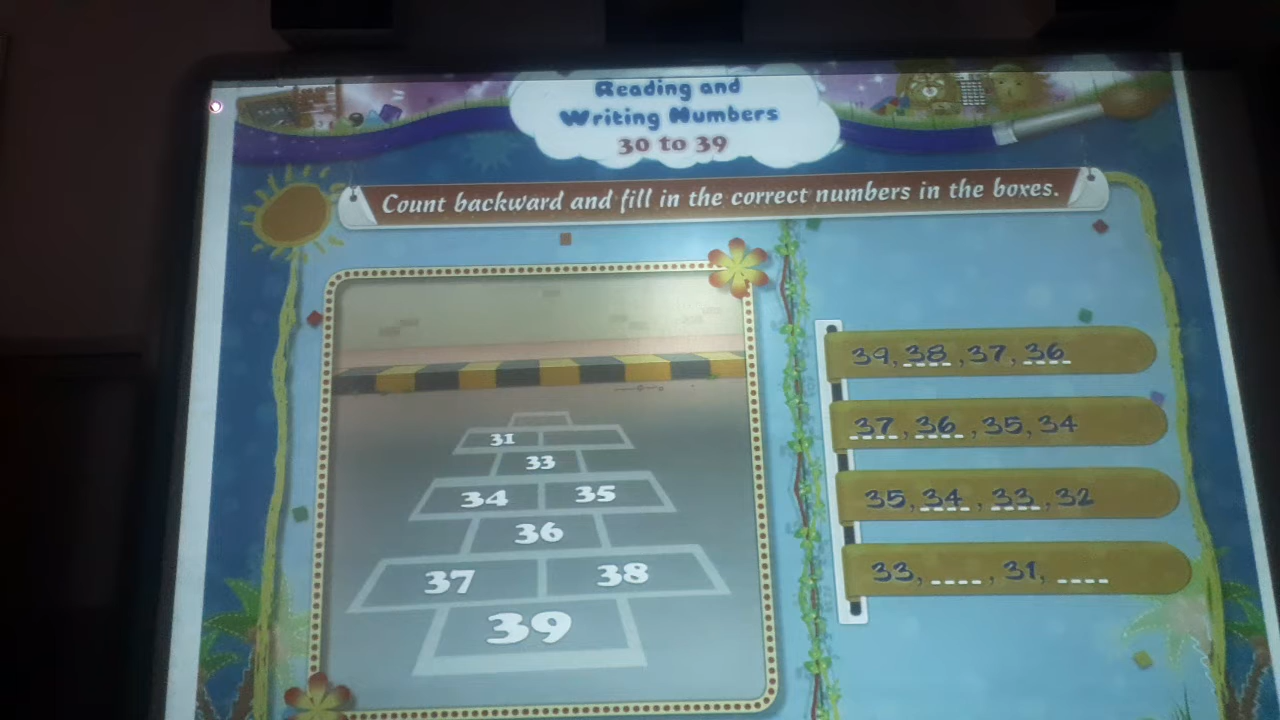 Reading and
Writing Numbers
30 to 39
Count backward and fill in the correct numbers in the boxes.
31
33
34 35
36
37 38
39
39, 38, 37, 36
37, 36, 35, 34
35, 34, 33, 32
33, ____, 31, ____